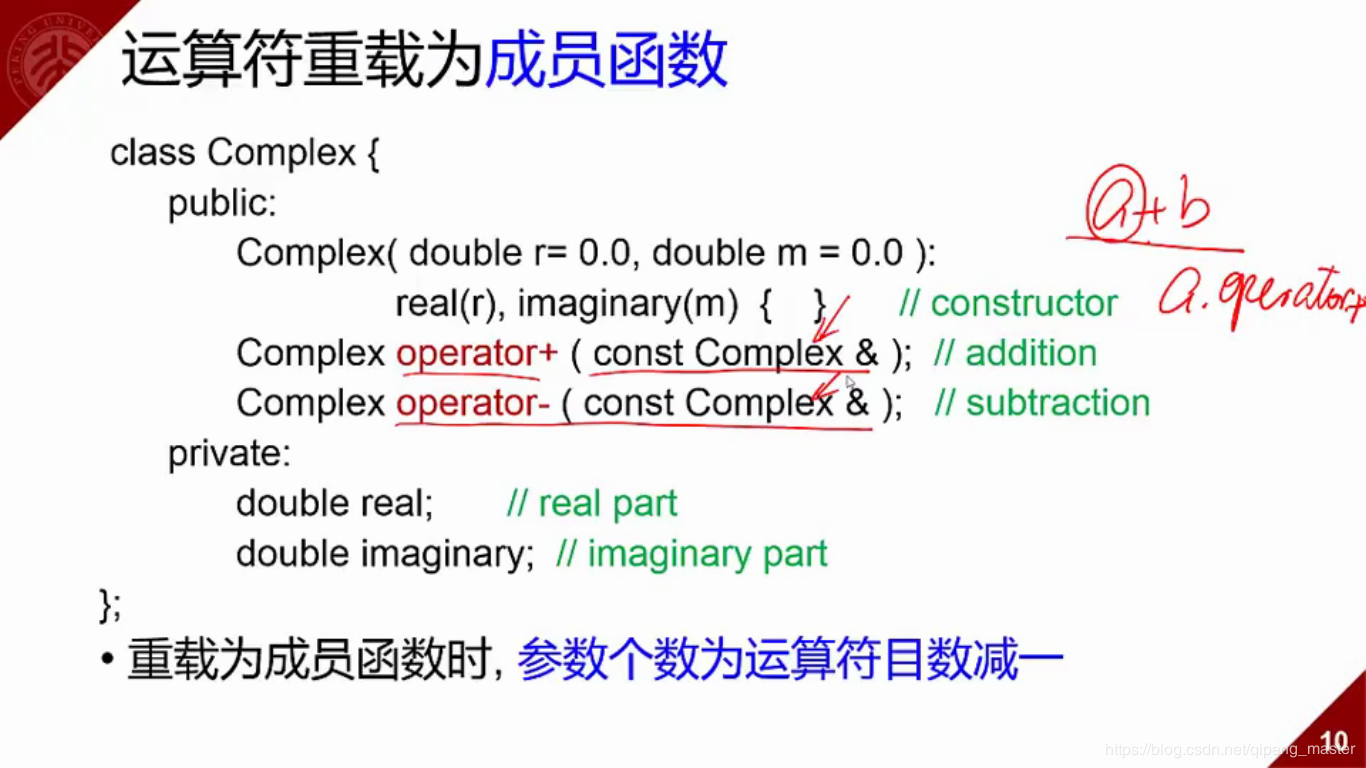 运算符重载为成员函数
class Complex {
public:
Complex( double r= 0.0, double m = 0.0 ):
real(r), imaginary(m) { } // constructor
Complex operator+ ( const Complex & ); // addition
Complex operator- ( const Complex & ); // subtraction
private:
double real; // real part
double imaginary; // imaginary part
};
• 重载为成员函数时, 参数个数为运算符目数减一
a+b
a.operator+
10
https://blog.csdn.net/qipang_master